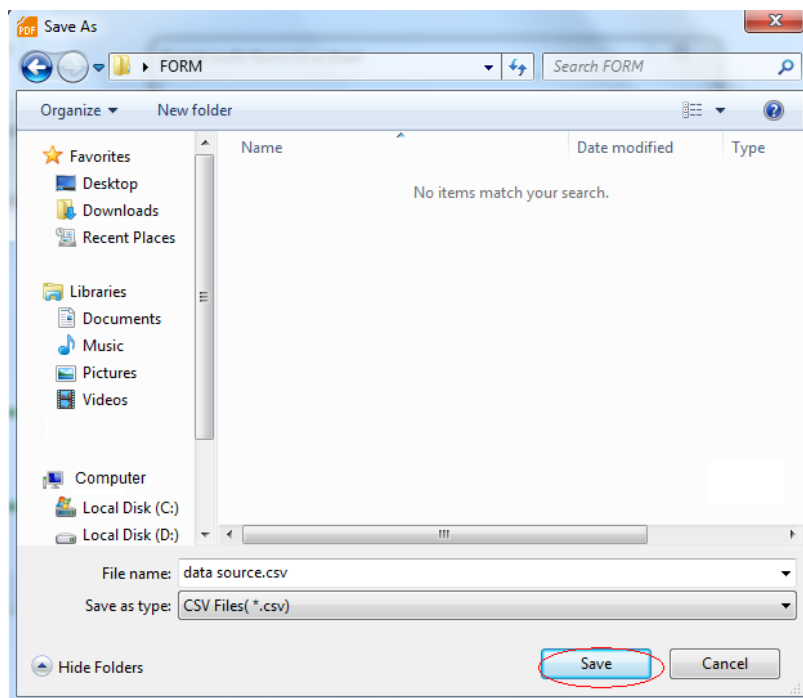 PDF
Save As
FORM
Search FORM
Organize
New folder
Name
Date modified
Type
No items match your search.
Favorites
Desktop
Downloads
Recent Places
Libraries
Documents
Music
Pictures
Videos
Computer
Local Disk (C:)
Local Disk (D:)
File name: data source.csv
Save as type: CSV Files( *.csv)
Hide Folders
Save
Cancel